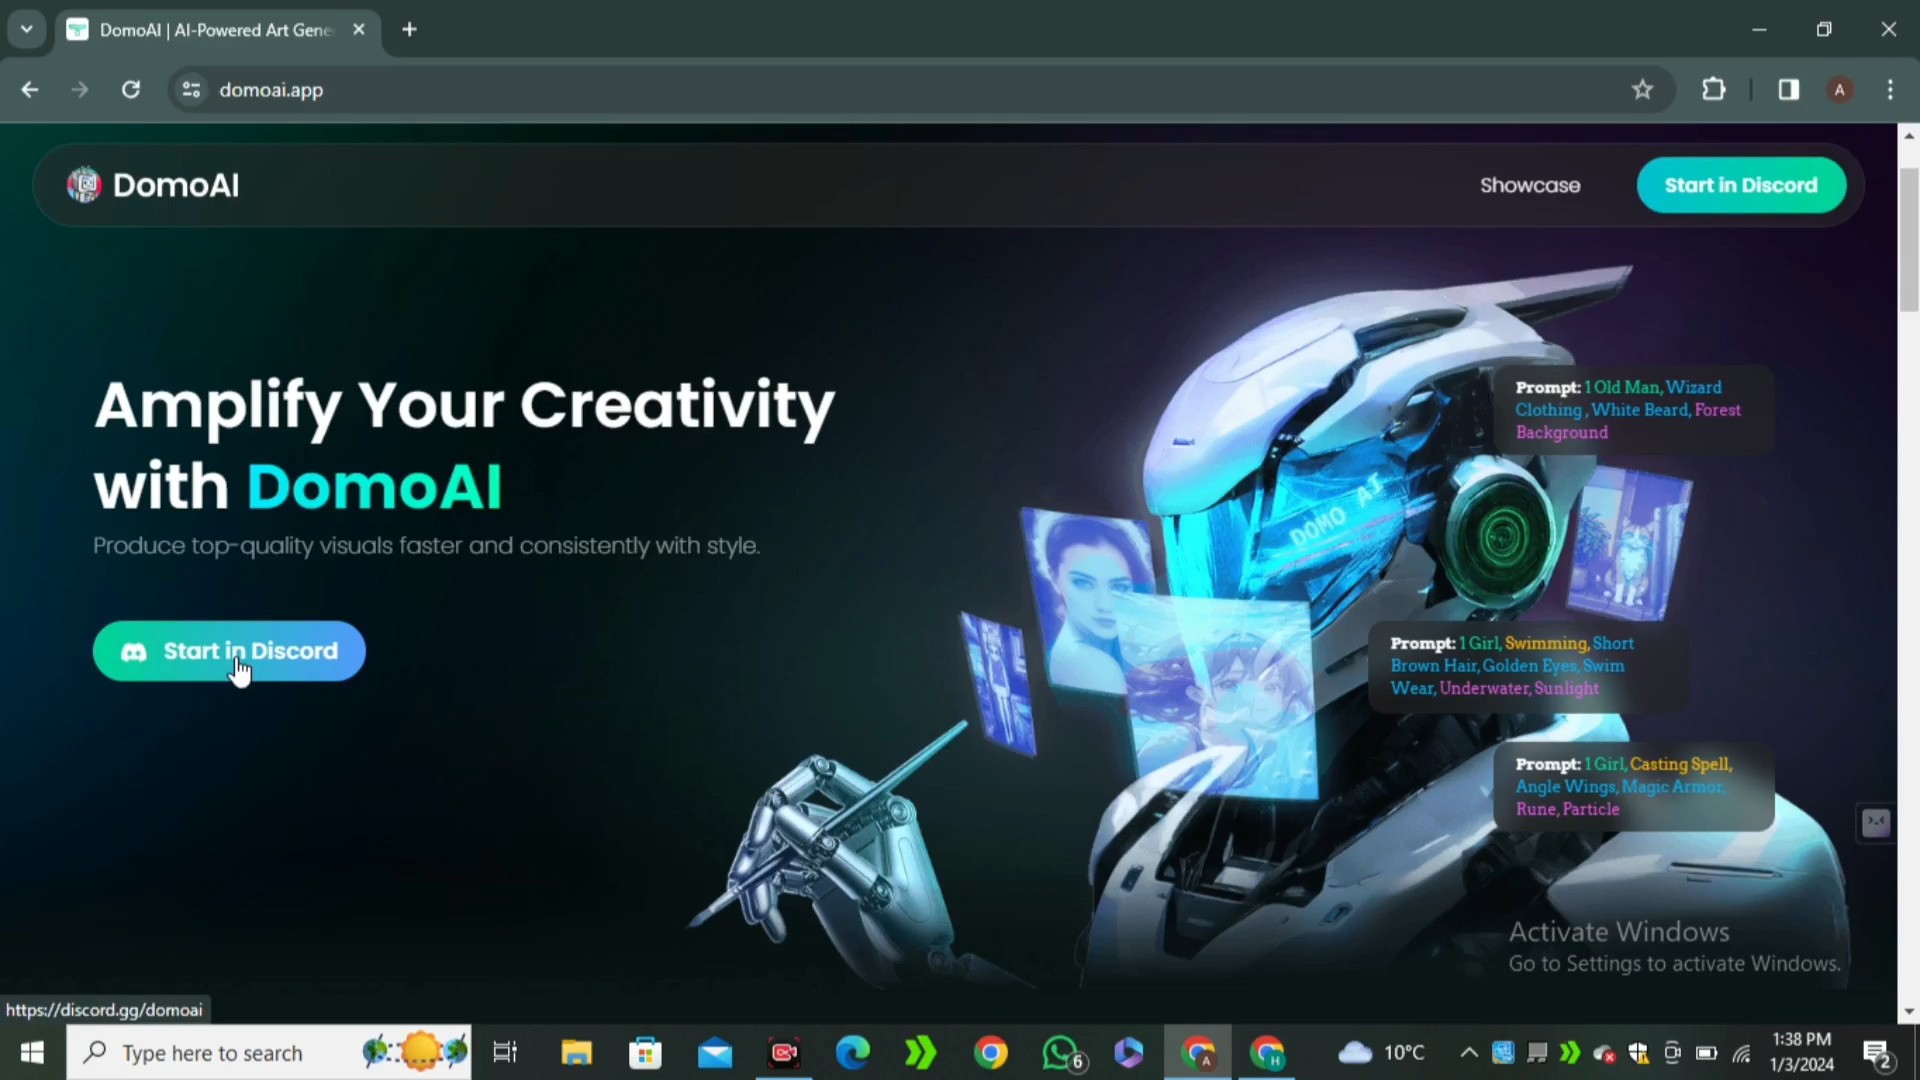 DomoAI | AI-Powered Art Gene
domoai.app
A
DomoAI
Showcase
Start in Discord
Amplify Your Creativity
with DomoAI
Produce top-quality visuals faster and consistently with style.
Start in Discord
DOMO AI
Prompt: 1 Old Man, Wizard
Clothing , White Beard, Forest
Background
Prompt: 1 Girl, Swimming, Short
Brown Hair, Golden Eyes, Swim
Wear, Underwater, Sunlight
Prompt: 1 Girl, Casting Spell,
Angle Wings, Magic Armor,
Rune, Particle
Activate Windows
Go to Settings to activate Windows.
https://discord.gg/domoai
Type here to search
6
A
H
10°C
1:38 PM
1/3/2024
2